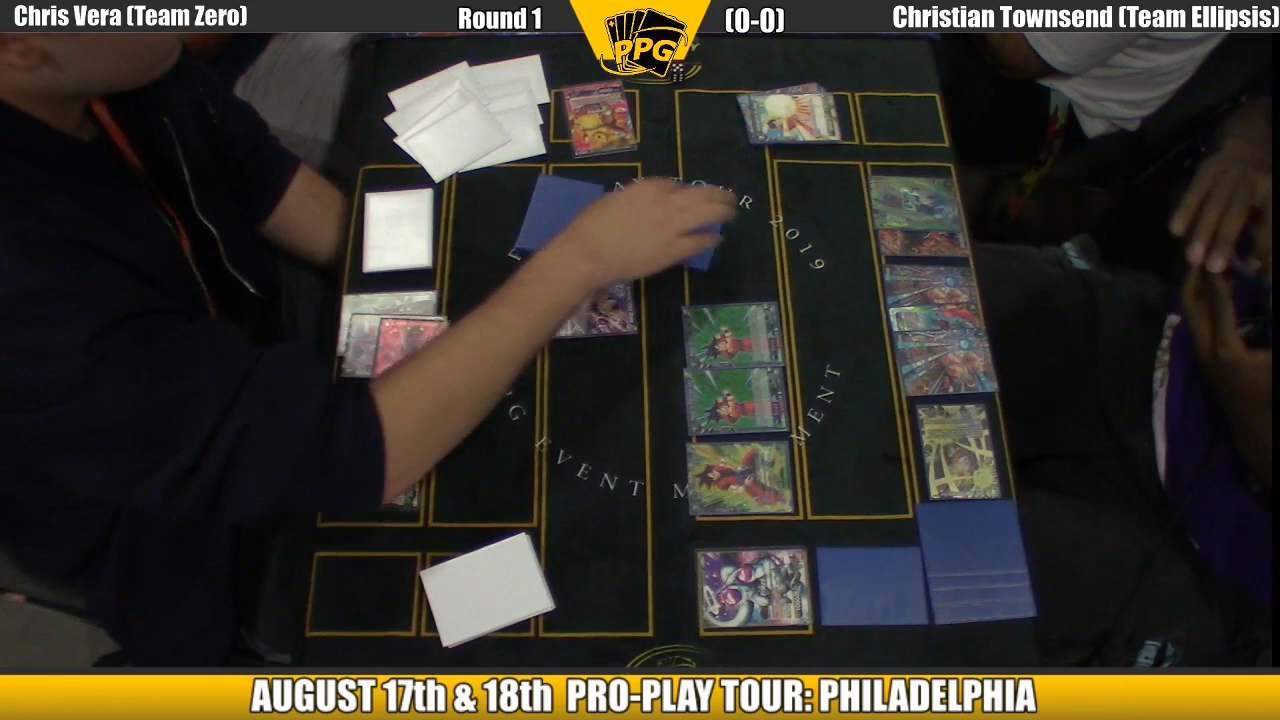 Chris Vera (Team Zero)
Round 1
PPG
(0-0)
Christian Townsend (Team Ellipsis)
TOUR 2019
EVENT
MENT
AUGUST 17th & 18th PRO-PLAY TOUR: PHILADELPHIA